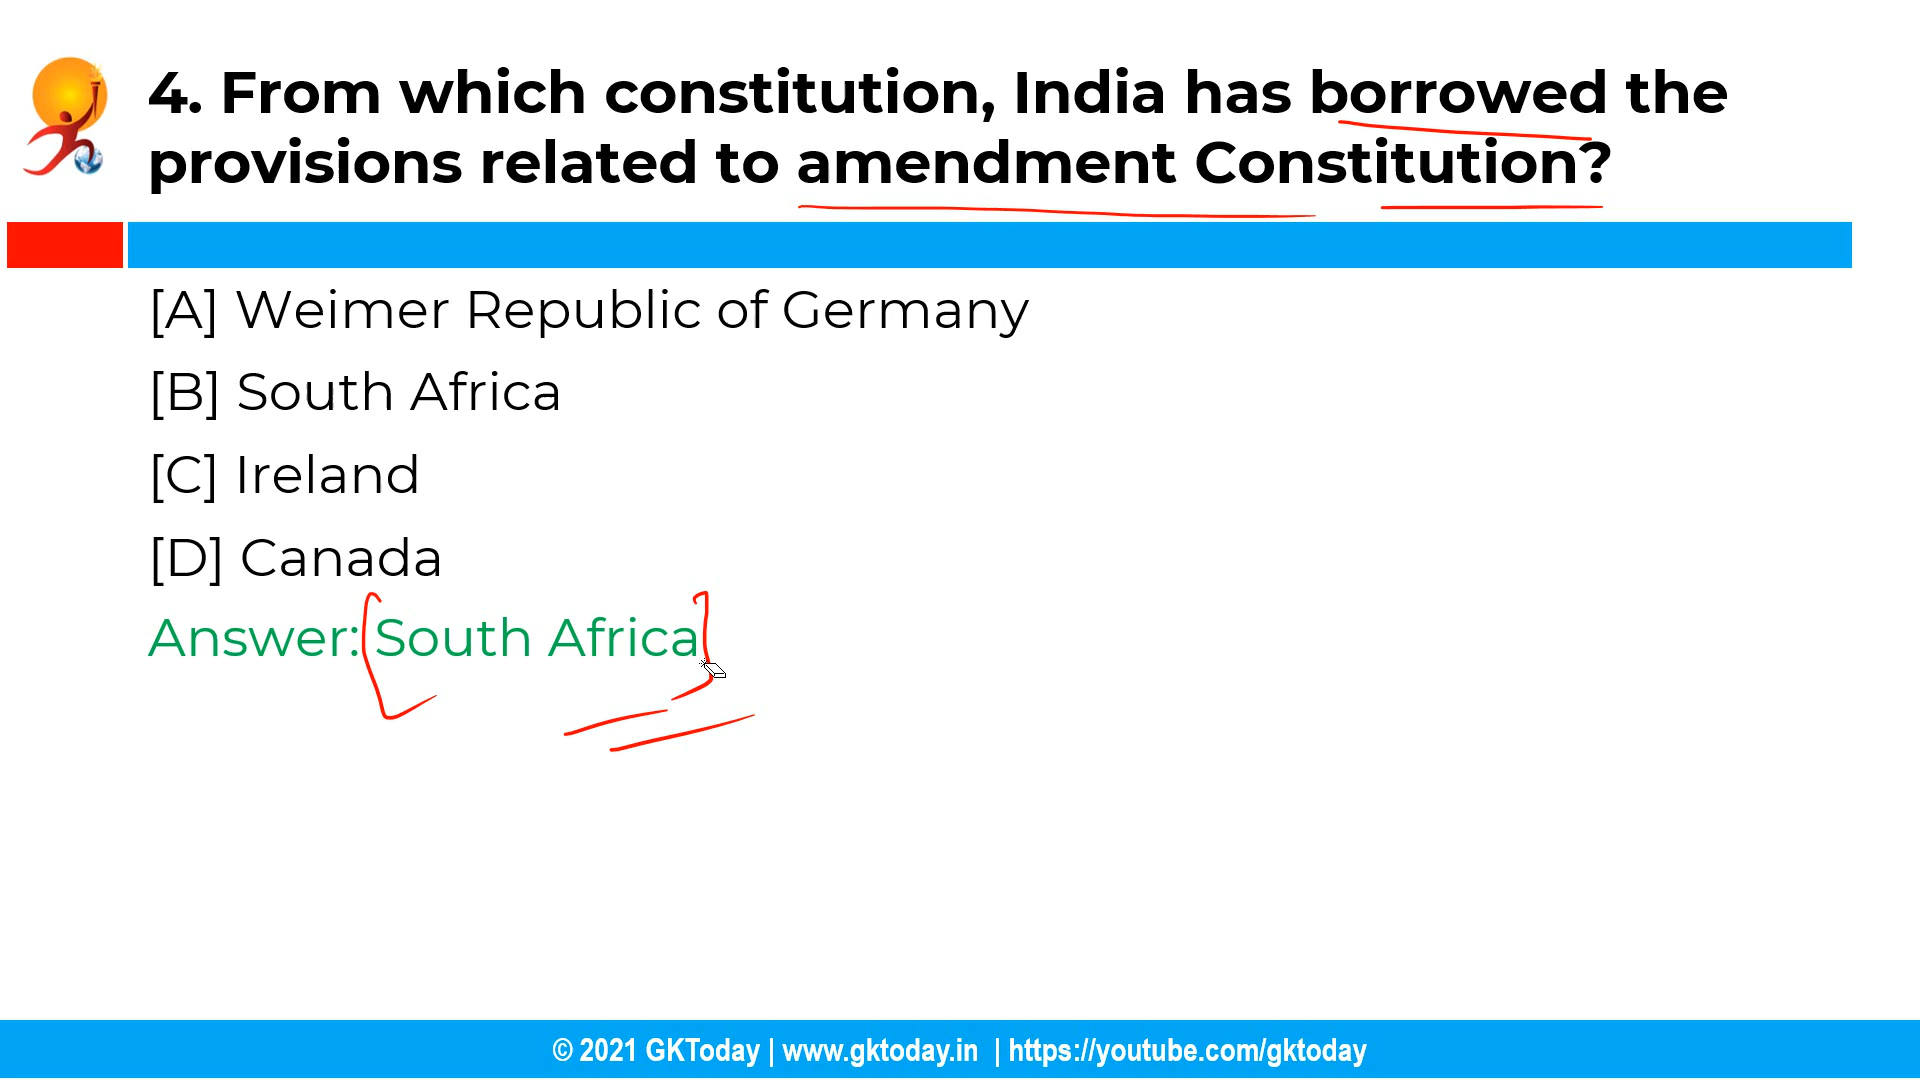 4. From which constitution, India has borrowed the
provisions related to amendment Constitution?
[A] Weimer Republic of Germany
[B] South Africa
[C] Ireland
[D] Canada
Answer: South Africa
© 2021 GKToday | www.gktoday.in | https://youtube.com/gktoday